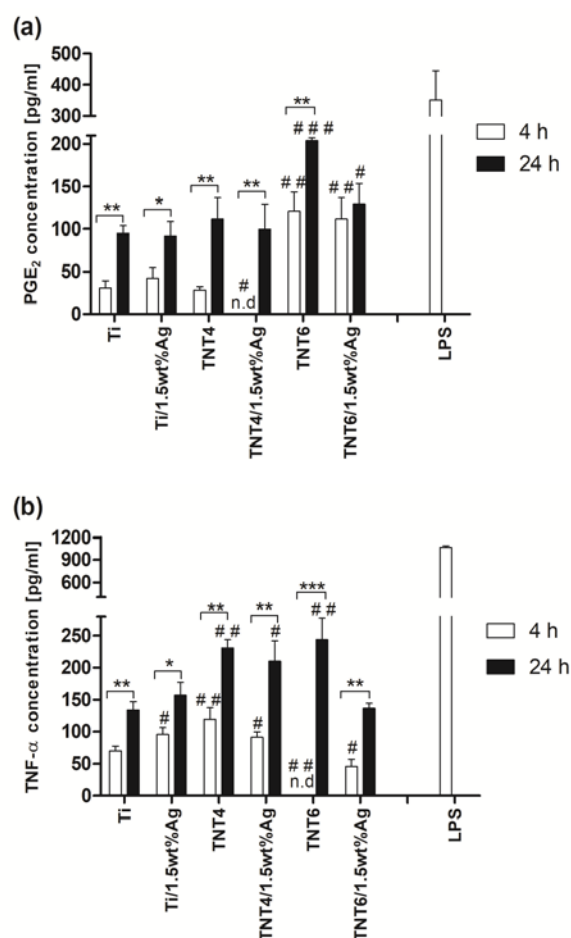 (a)
PGE₂ concentration [pg/ml]
500
400
300
200
150
100
50
0
**
*
**
**
**
#
n.d
# #
# # #
# #
#
4 h
24 h
Ti
Ti/1.5wt%Ag
TNT4
TNT4/1.5wt%Ag
TNT6
TNT6/1.5wt%Ag
LPS
(b)
TNF-α concentration [pg/ml]
1200
900
600
250
200
150
100
50
0
**
*
#
**
# #
# #
**
#
#
***
# #
# #
n.d
**
#
4 h
24 h
Ti
Ti/1.5wt%Ag
TNT4
TNT4/1.5wt%Ag
TNT6
TNT6/1.5wt%Ag
LPS